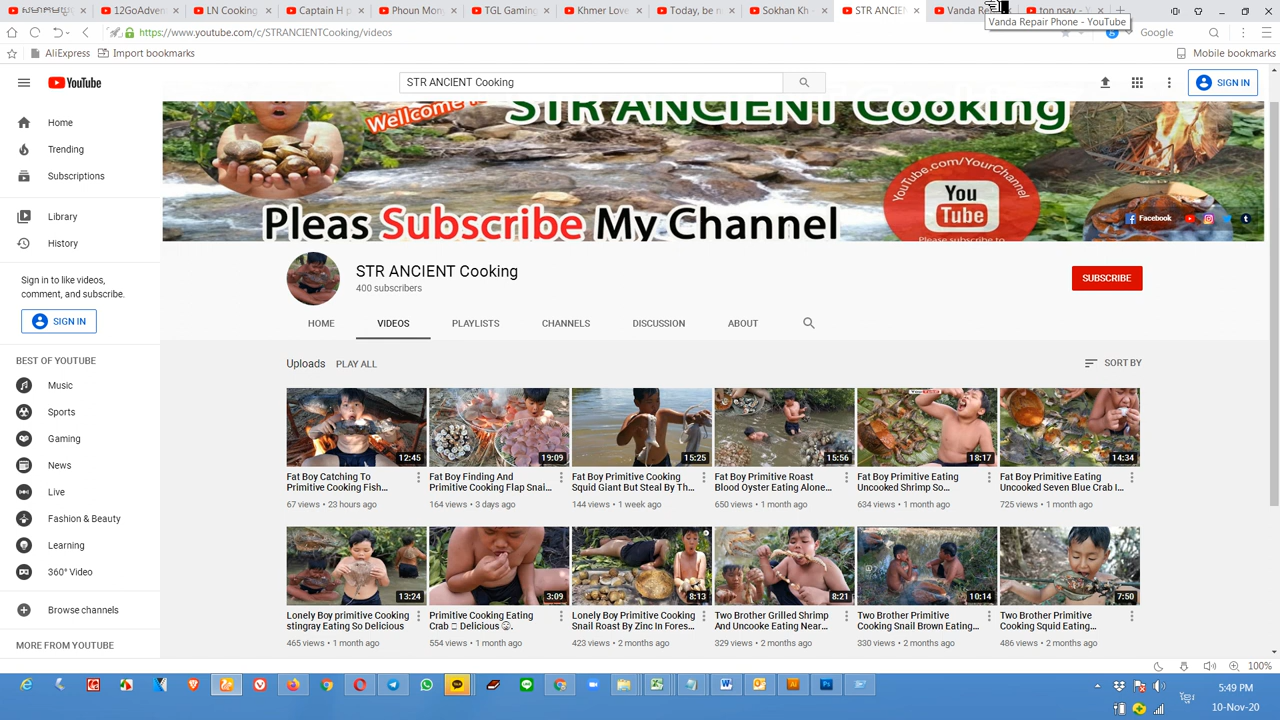 12GoAdven
LN Cooking
Captain H p
Phoun Mon
TGL Gaming
Khmer Love
Today, be n
Sokhan Kh
STR ANCIEN
Vanda Re
ton nsay - Y
Vanda Repair Phone - YouTube
https://www.youtube.com/c/STRANCIENTCooking/videos
Google
AliExpress
Import bookmarks
Mobile bookmarks
YouTube
STR ANCIENT Cooking
SIGN IN
Home
Trending
Subscriptions
Library
History
Sign in to like videos,
comment, and subscribe.
SIGN IN
BEST OF YOUTUBE
Music
Sports
Gaming
News
Live
Fashion & Beauty
Learning
360° Video
Browse channels
MORE FROM YOUTUBE
Wellcome
STR ANCIENT Cooking
YouTube.com/YourChannel
You
Tube
Please subscribe to
Pleas Subscribe My Channel
Facebook
STR ANCIENT Cooking
400 subscribers
SUBSCRIBE
HOME VIDEOS PLAYLISTS CHANNELS DISCUSSION ABOUT
Uploads PLAY ALL
SORT BY
12:45 19:09 15:25 15:56 18:17 14:34
Fat Boy Catching To
Primitive Cooking Fish...
67 views • 23 hours ago
Fat Boy Finding And
Primitive Cooking Flap Snai...
164 views • 3 days ago
Fat Boy Primitive Cooking
Squid Giant But Steal By Th...
144 views • 1 week ago
Fat Boy Primitive Roast
Blood Oyster Eating Alone...
650 views • 1 month ago
Fat Boy Primitive Eating
Uncooked Shrimp So...
634 views • 1 month ago
Fat Boy Primitive Eating
Uncooked Seven Blue Crab I...
725 views • 1 month ago
13:24 3:09 8:13 8:21 10:14 7:50
Lonely Boy primitive Cooking
stingray Eating So Delicious
465 views • 1 month ago
Primitive Cooking Eating
Crab Delicious
554 views • 1 month ago
Lonely Boy Primitive Cooking
Snail Roast By Zinc In Fores...
423 views • 2 months ago
Two Brother Grilled Shrimp
And Uncooke Eating Near...
329 views • 2 months ago
Two Brother Primitive
Cooking Snail Brown Eating...
330 views • 2 months ago
Two Brother Primitive
Cooking Squid Eating...
486 views • 2 months ago
100%
5:49 PM
10-Nov-20